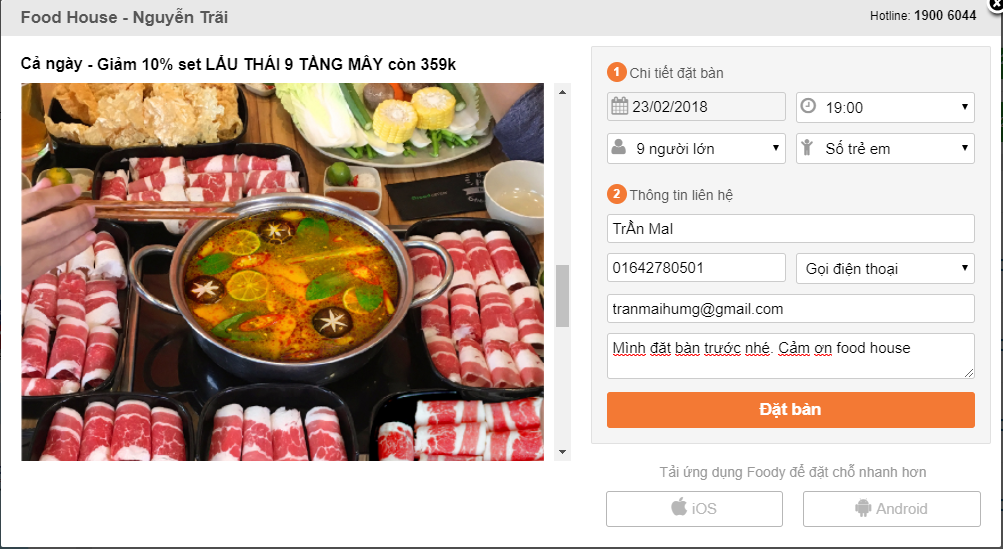 Food House - Nguyễn Trãi
Hotline: 1900 6044
Cả ngày - Giảm 10% set LẨU THÁI 9 TẦNG MÂY còn 359k
1 Chi tiết đặt bàn
23/02/2018
19:00
9 người lớn
Số trẻ em
2 Thông tin liên hệ
TrẦn MaI
01642780501
Gọi điện thoại
tranmaihumg@gmail.com
Mình đặt bàn trước nhé. Cảm ơn food house
Đặt bàn
Tải ứng dụng Foody để đặt chỗ nhanh hơn
iOS
Android